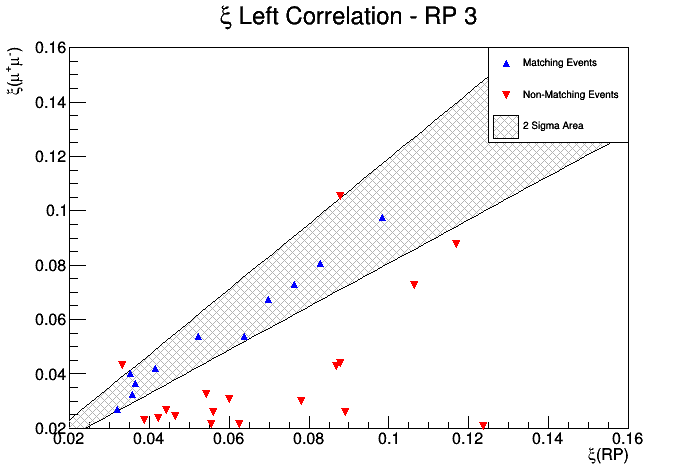 ξ Left Correlation - RP 3
ξ(μ⁺μ⁻)
0.16
0.14
0.12
0.1
0.08
0.06
0.04
0.02
Matching Events
Non-Matching Events
2 Sigma Area
0.02 0.04 0.06 0.08 0.1 0.12 0.14 0.16
ξ(RP)